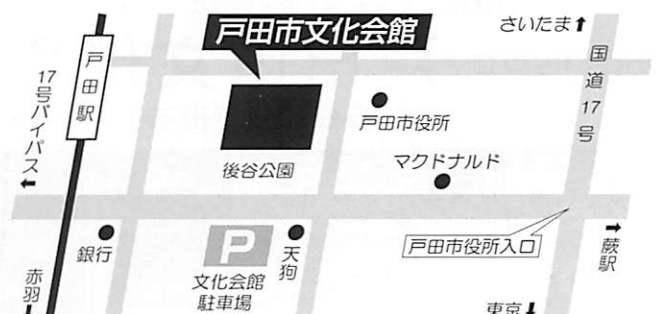 戸田市文化会館
さいたま↑
国道17号
戸田駅
17号バイパス
←
戸田市役所
後谷公園
マクドナルド
銀行
P
文化会館
駐車場
天狗
戸田市役所入口
→
蕨駅
赤羽
↓
東京↓